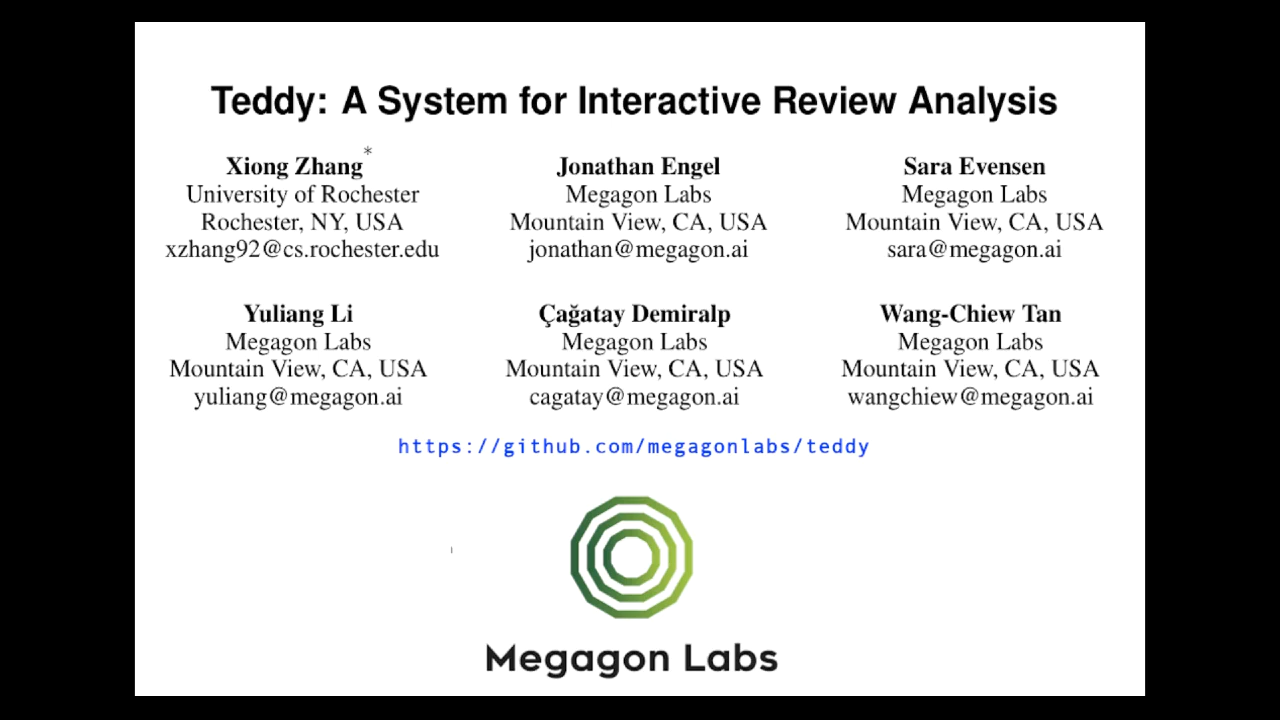 Teddy: A System for Interactive Review Analysis
Xiong Zhang*
University of Rochester
Rochester, NY, USA
xzhang92@cs.rochester.edu
Jonathan Engel
Megagon Labs
Mountain View, CA, USA
jonathan@megagon.ai
Sara Evensen
Megagon Labs
Mountain View, CA, USA
sara@megagon.ai
Yuliang Li
Megagon Labs
Mountain View, CA, USA
yuliang@megagon.ai
Çağatay Demiralp
Megagon Labs
Mountain View, CA, USA
cagatay@megagon.ai
Wang-Chiew Tan
Megagon Labs
Mountain View, CA, USA
wangchiew@megagon.ai
https://github.com/megagonlabs/teddy
Megagon Labs